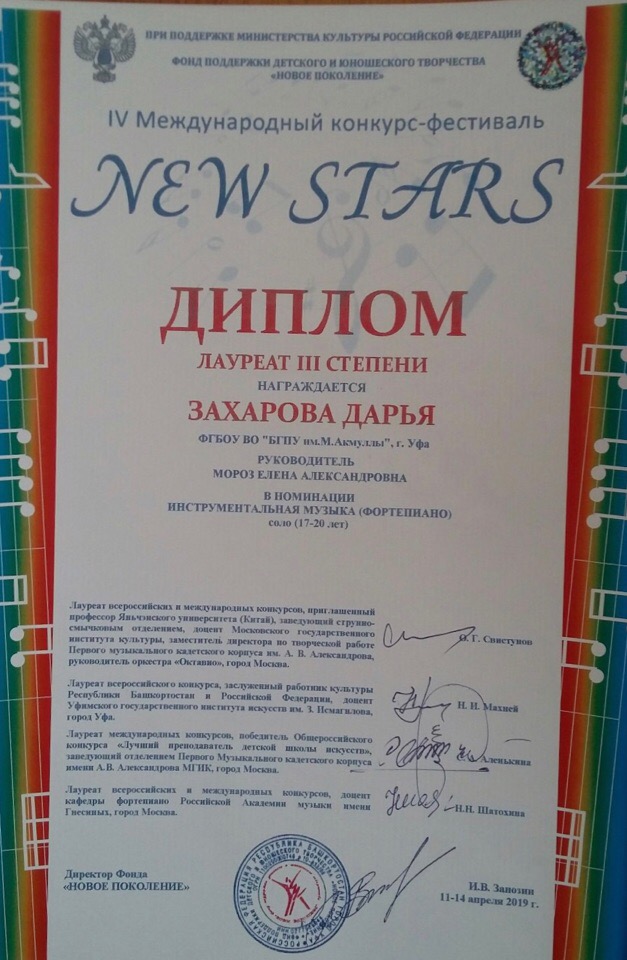 ПРИ ПОДДЕРЖКЕ МИНИСТЕРСТВА КУЛЬТУРЫ РОССИЙСКОЙ ФЕДЕРАЦИИ
ФОНД ПОДДЕРЖКИ ДЕТСКОГО И ЮНОШЕСКОГО ТВОРЧЕСТВА
«НОВОЕ ПОКОЛЕНИЕ»
IV Международный конкурс-фестиваль
NEW STARS
ДИПЛОМ
ЛАУРЕАТ III СТЕПЕНИ
НАГРАЖДАЕТСЯ
ЗАХАРОВА ДАРЬЯ
ФГБОУ ВО "БГПУ им.М.Акмуллы", г. Уфа
РУКОВОДИТЕЛЬ
МОРОЗ ЕЛЕНА АЛЕКСАНДРОВНА
В НОМИНАЦИИ
ИНСТРУМЕНТАЛЬНАЯ МУЗЫКА (ФОРТЕПИАНО)
соло (17-20 лет)
Лауреат всероссийских и международных конкурсов, приглашенный
профессор Яньчэнского университета (Китай), заведующий струнно-
смычковым отделением, доцент Московского государственного
института культуры, заместитель директора по творческой работе
Первого музыкального кадетского корпуса им. А. В. Александрова,
руководитель оркестра «Октавио», город Москва.
О. Г. Свистунов
Лауреат всероссийского конкурса, заслуженный работник культуры
Республики Башкортостан и Российской Федерации, доцент
Уфимского государственного института искусств им. З. Исмагилова,
город Уфа.
Н. И. Махней
Лауреат международных конкурсов, победитель Общероссийского
конкурса «Лучший преподаватель детской школы искусств»,
заведующий отделением Первого Музыкального кадетского корпуса
имени А.В. Александрова МГИК, город Москва.
Аленькина
Лауреат всероссийских и международных конкурсов, доцент
кафедры фортепиано Российской Академии музыки имени
Гнесиных, город Москва.
Н.Н. Шатохина
Директор Фонда
«НОВОЕ ПОКОЛЕНИЕ»
И.В. Занозин
11-14 апреля 2019 г.